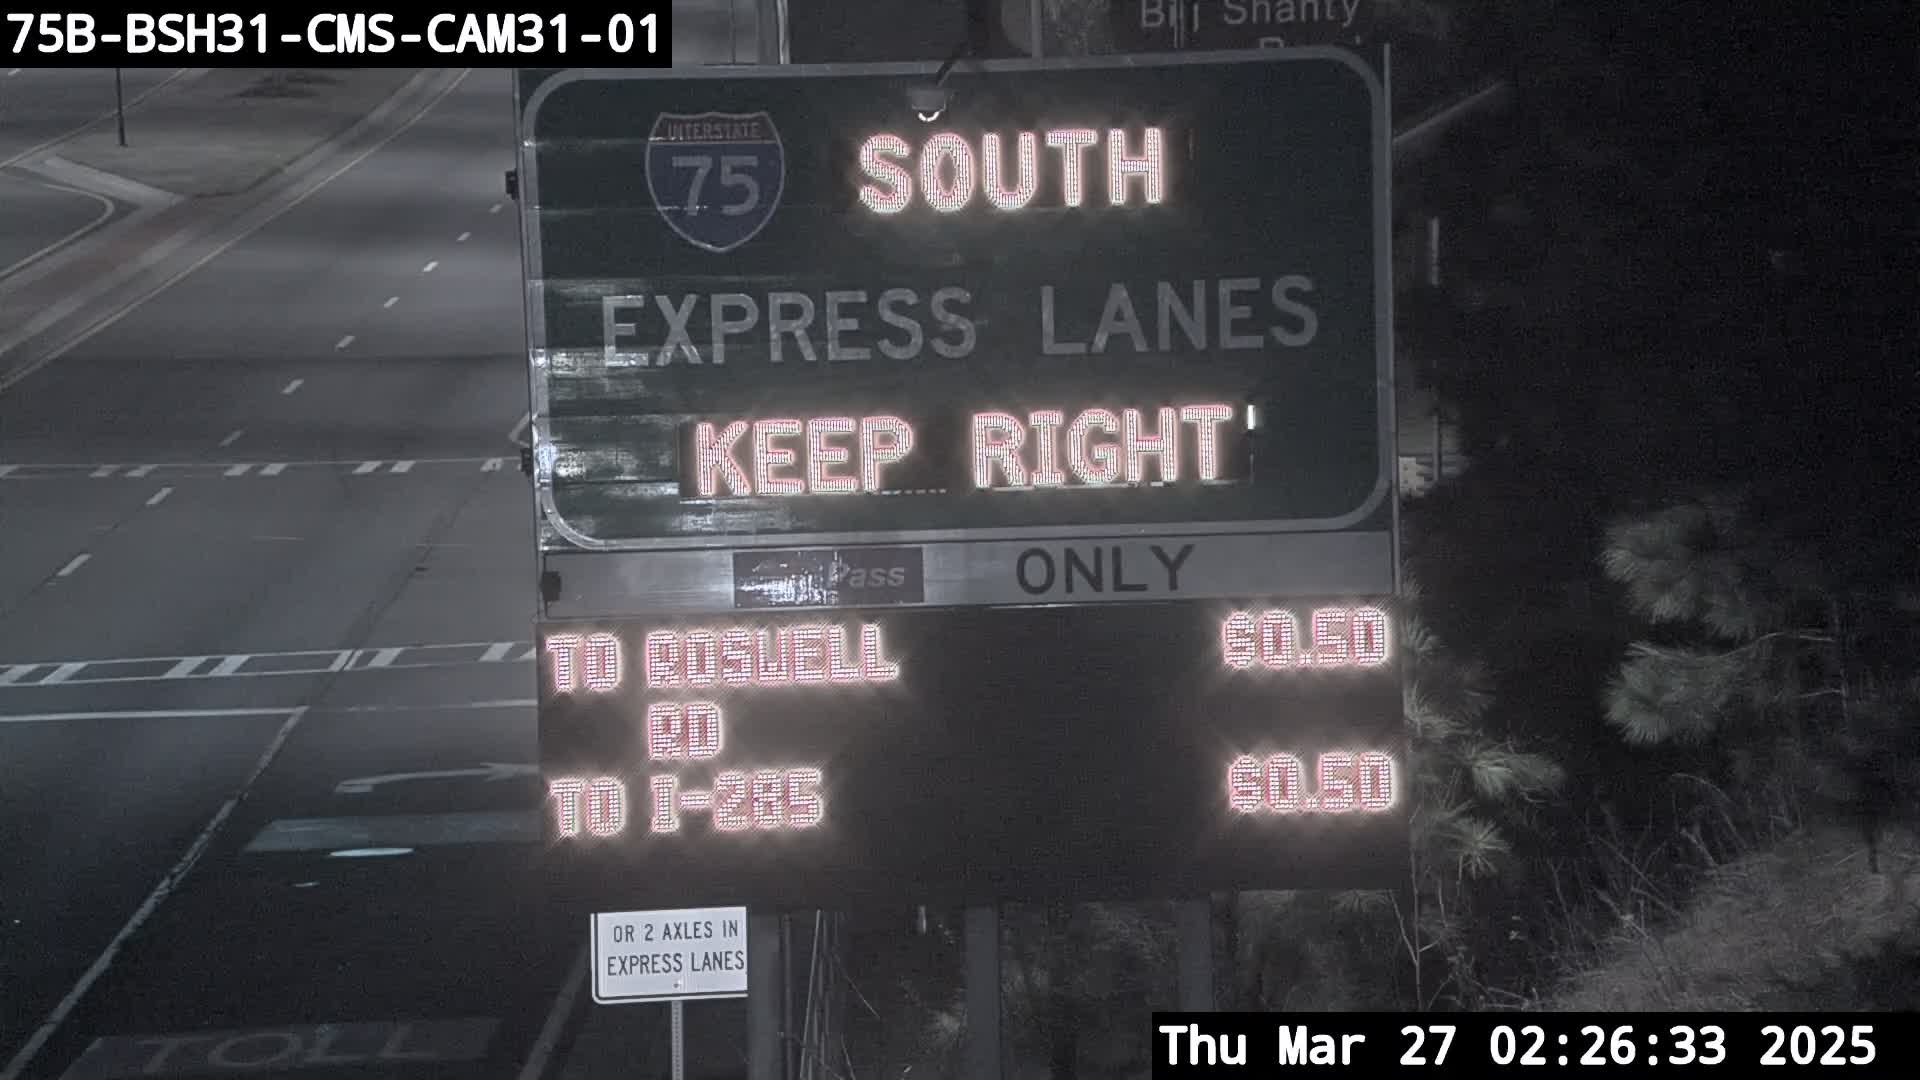 75B-BSH31-CMS-CAM31-01
Shanty
INTERSTATE
75
SOUTH
EXPRESS LANES
KEEP RIGHT
Pass ONLY
TO ROSWELL $0.50
RD
TO I-285 $0.50
OR 2 AXLES IN
EXPRESS LANES
TOLL
Thu Mar 27 02:26:33 2025